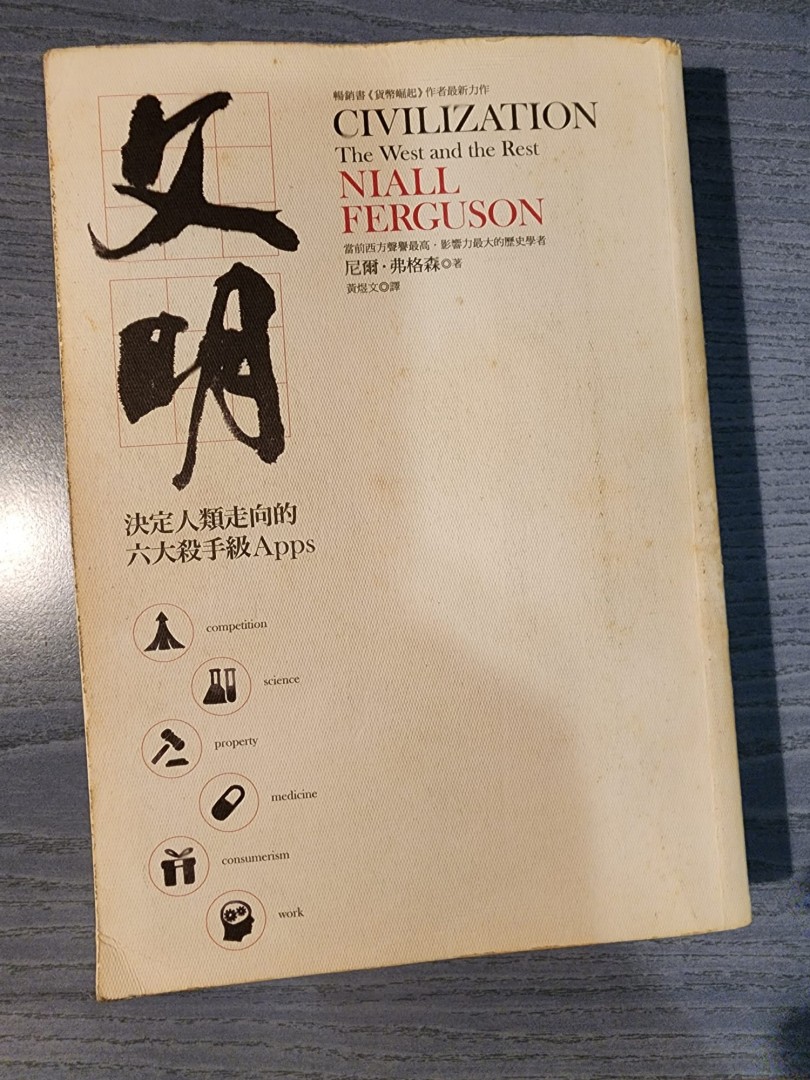 文明
暢銷書《貨幣崛起》作者最新力作
CIVILIZATION
The West and the Rest
NIALL
FERGUSON
當前西方聲譽最高·影響力最大的歷史學者
尼爾·弗格森◎著
黃煜文◎譯
決定人類走向的
六大殺手級Apps
competition
science
property
medicine
consumerism
work